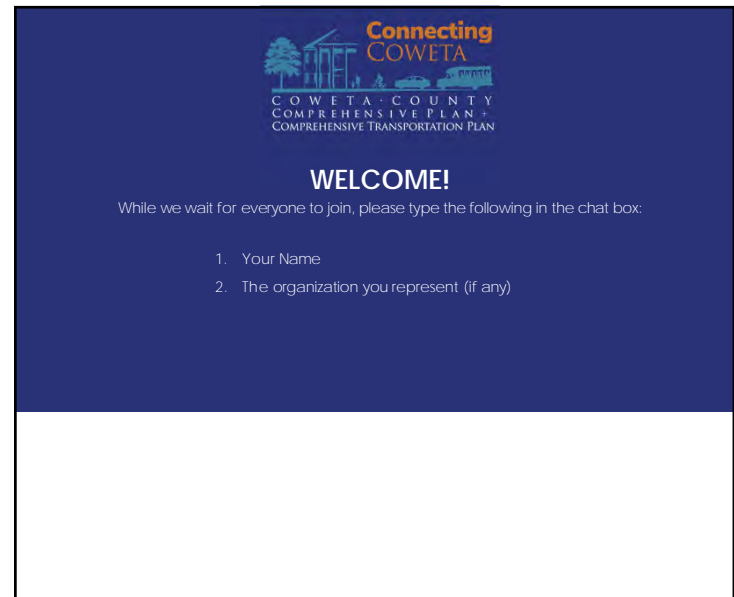 Connecting
COWETA
COWETA · COUNTY
COMPREHENSIVE PLAN +
COMPREHENSIVE TRANSPORTATION PLAN
WELCOME!
While we wait for everyone to join, please type the following in the chat box:
1. Your Name
2. The organization you represent (if any)